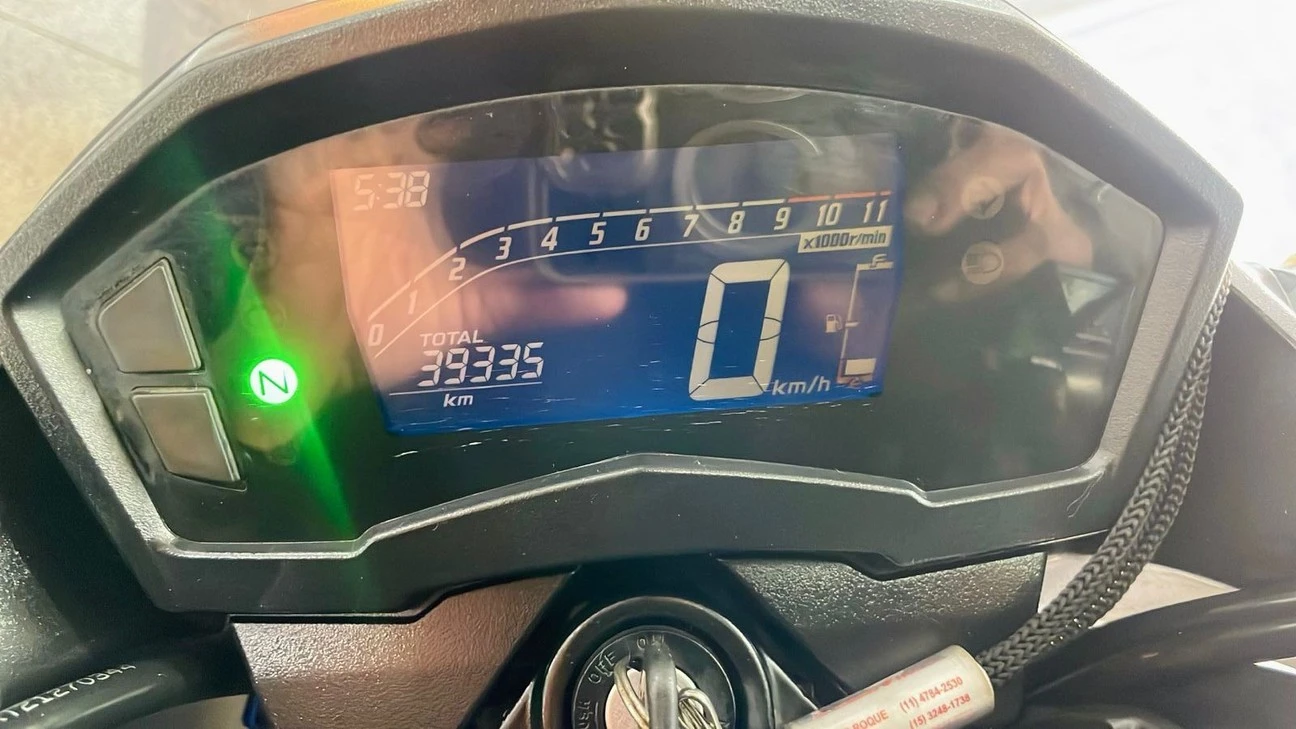 5:38
0 1 2 3 4 5 6 7 8 9 10 11
x1000r/min
F
TOTAL
39335
km
0
km/h
E
N
OFF
ROQUE (11) 4784-2530
(15) 3248-1738